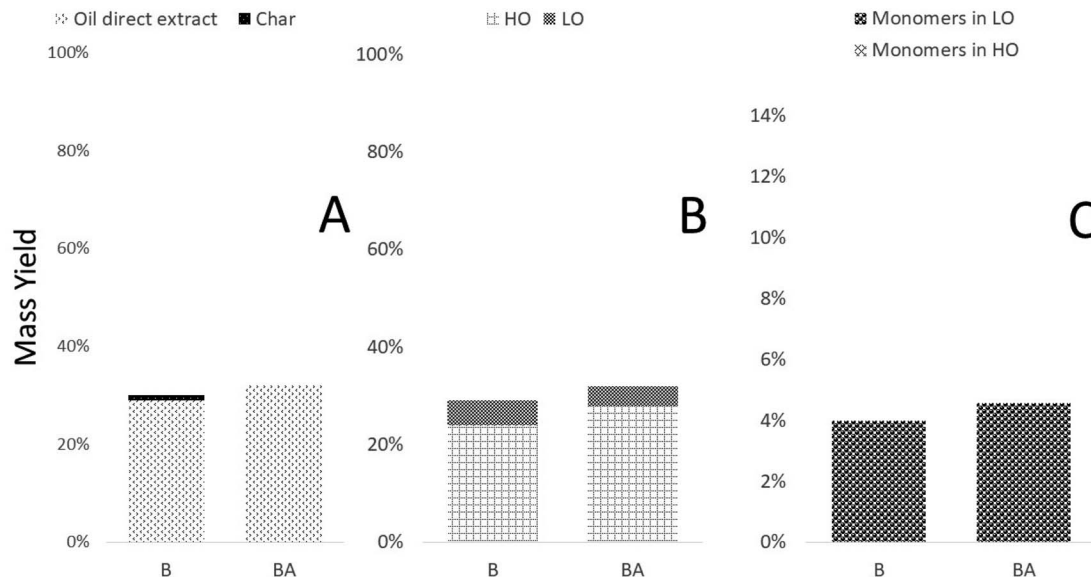 Oil direct extract Char
100%
80%
60%
40%
20%
0%
Mass Yield
A
B BA
HO LO
100%
80%
60%
40%
20%
0%
B
B BA
Monomers in LO
Monomers in HO
14%
12%
10%
8%
6%
4%
2%
0%
C
B BA